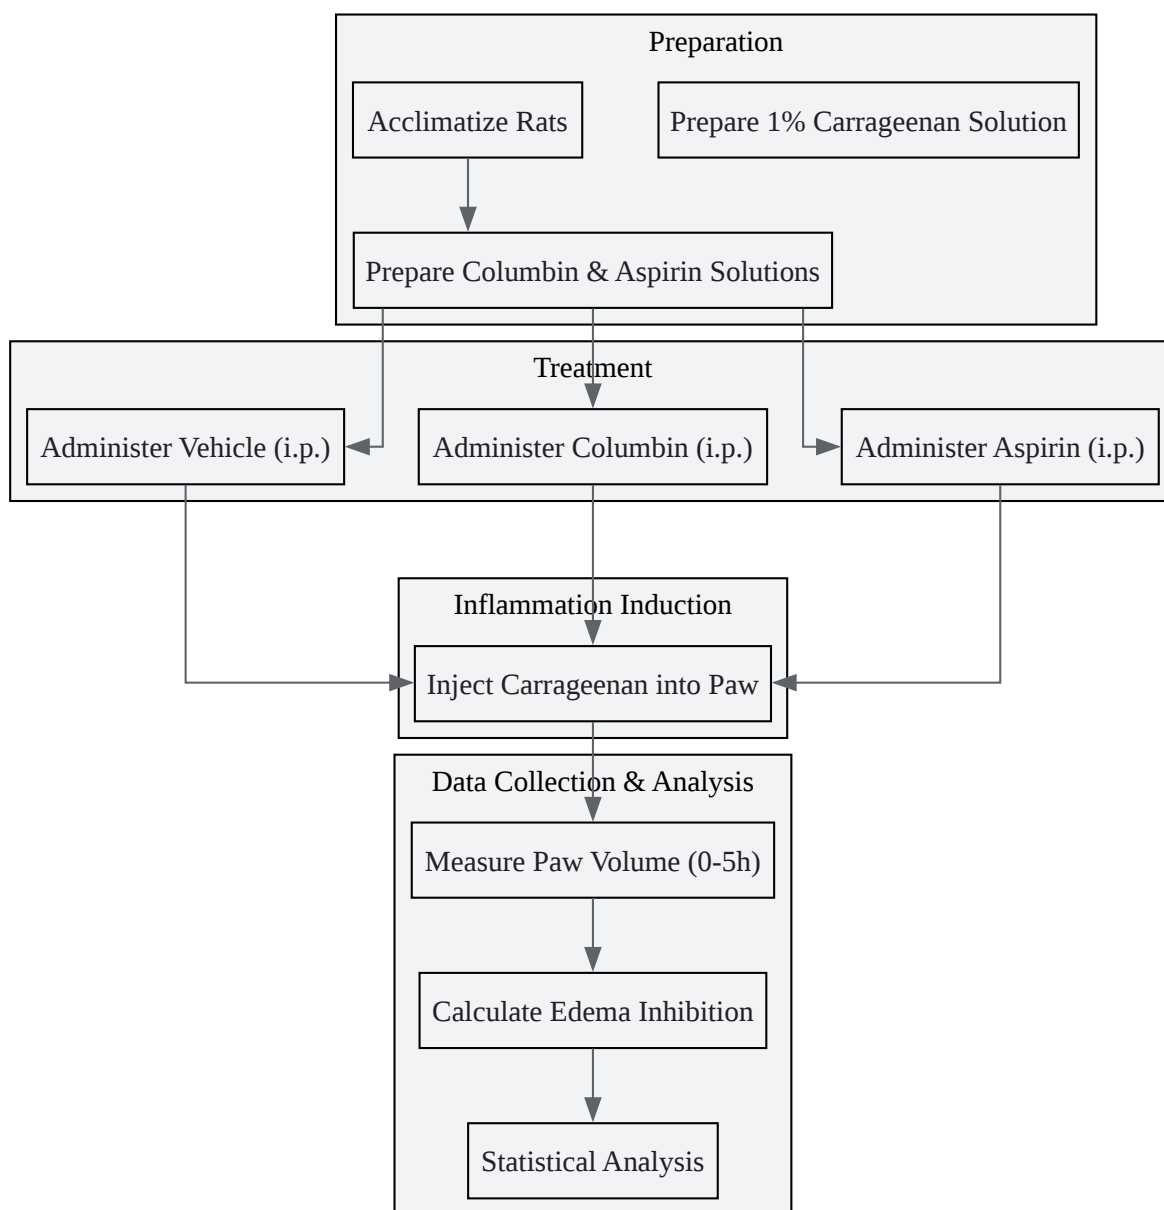 Preparation
Acclimatize Rats
Prepare 1% Carrageenan Solution
Prepare Columbin & Aspirin Solutions
Treatment
Administer Vehicle (i.p.)
Administer Columbin (i.p.)
Administer Aspirin (i.p.)
Inflammation Induction
Inject Carrageenan into Paw
Data Collection & Analysis
Measure Paw Volume (0-5h)
Calculate Edema Inhibition
Statistical Analysis